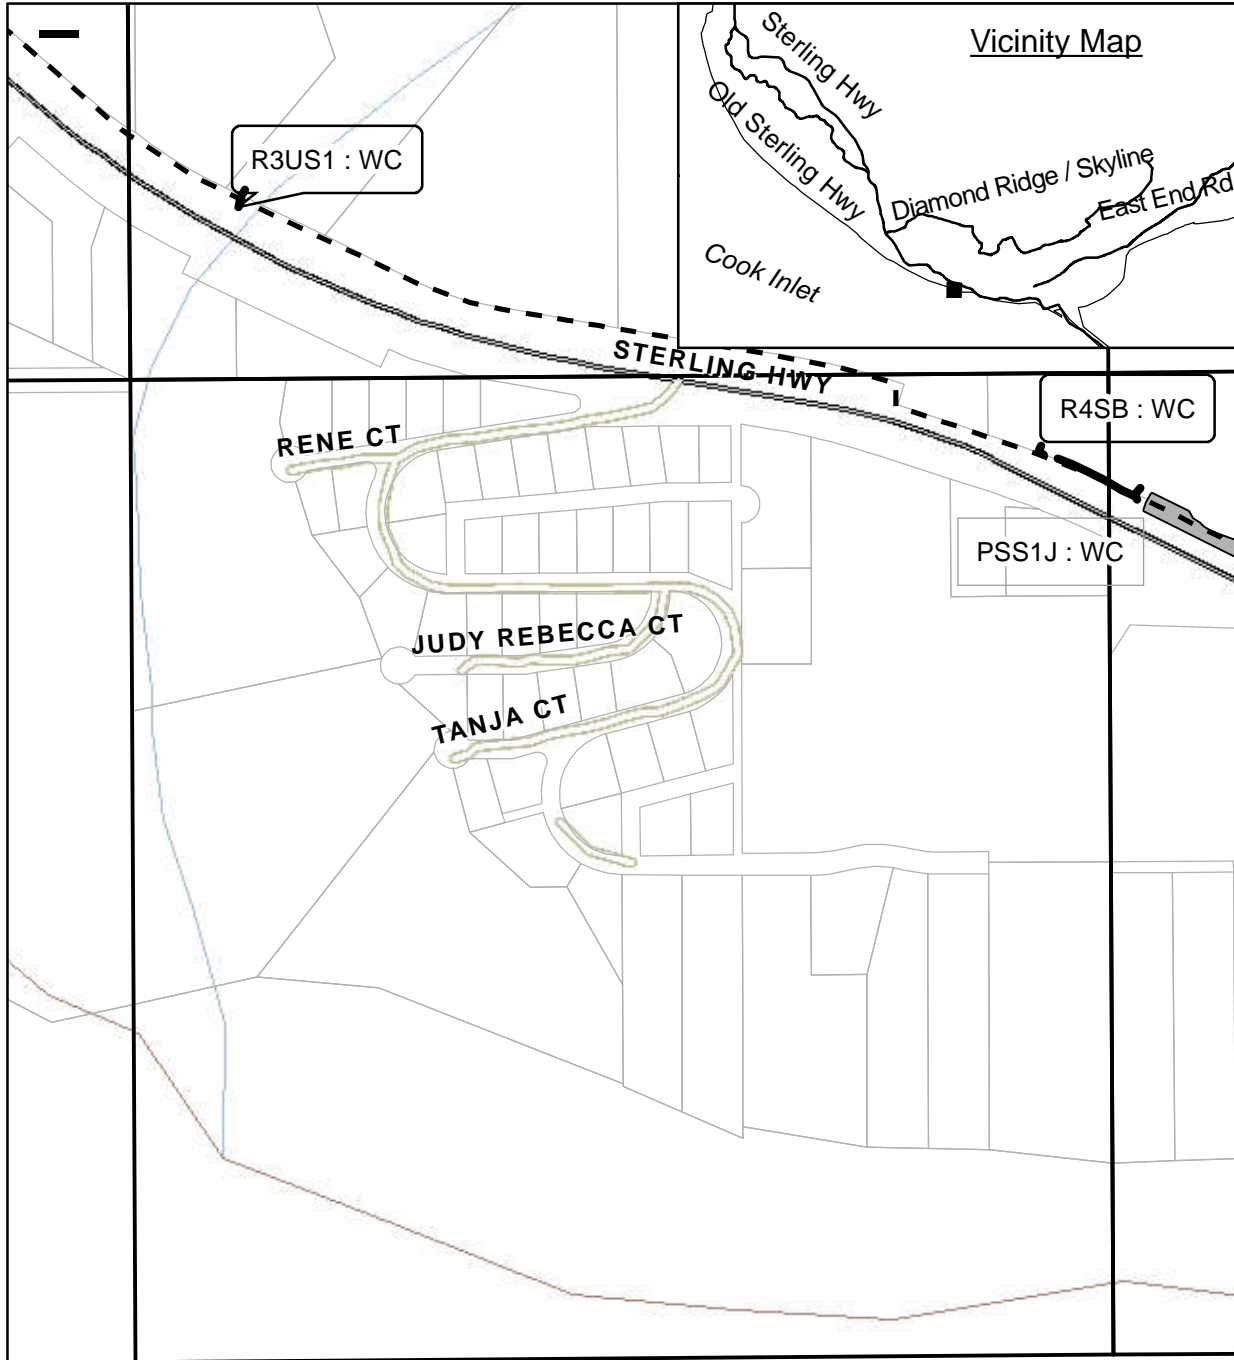 Vicinity Map
Sterling Hwy
Old Sterling Hwy
Diamond Ridge / Skyline
East End Rd
Cook Inlet
R3US1 : WC
STERLING HWY
R4SB : WC
RENE CT
PSS1J : WC
JUDY REBECCA CT
TANJA CT